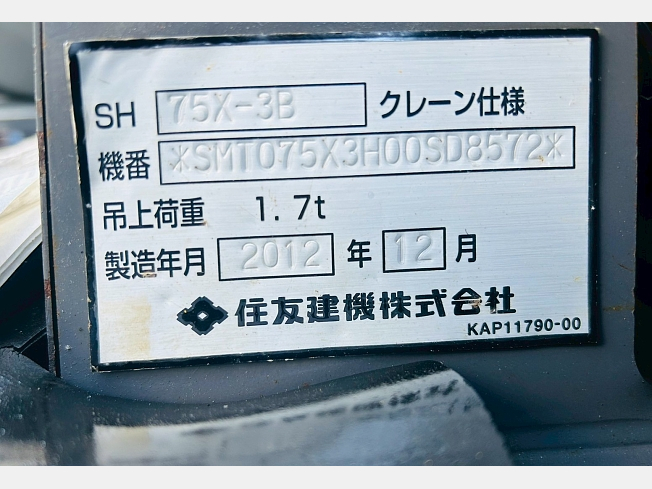 SH 75X-3B クレーン仕様
機番 *SMT075X3H00SD8572*
吊上荷重 1.7t
製造年月 2012 年 12 月
住友建機株式会社
KAP11790-00